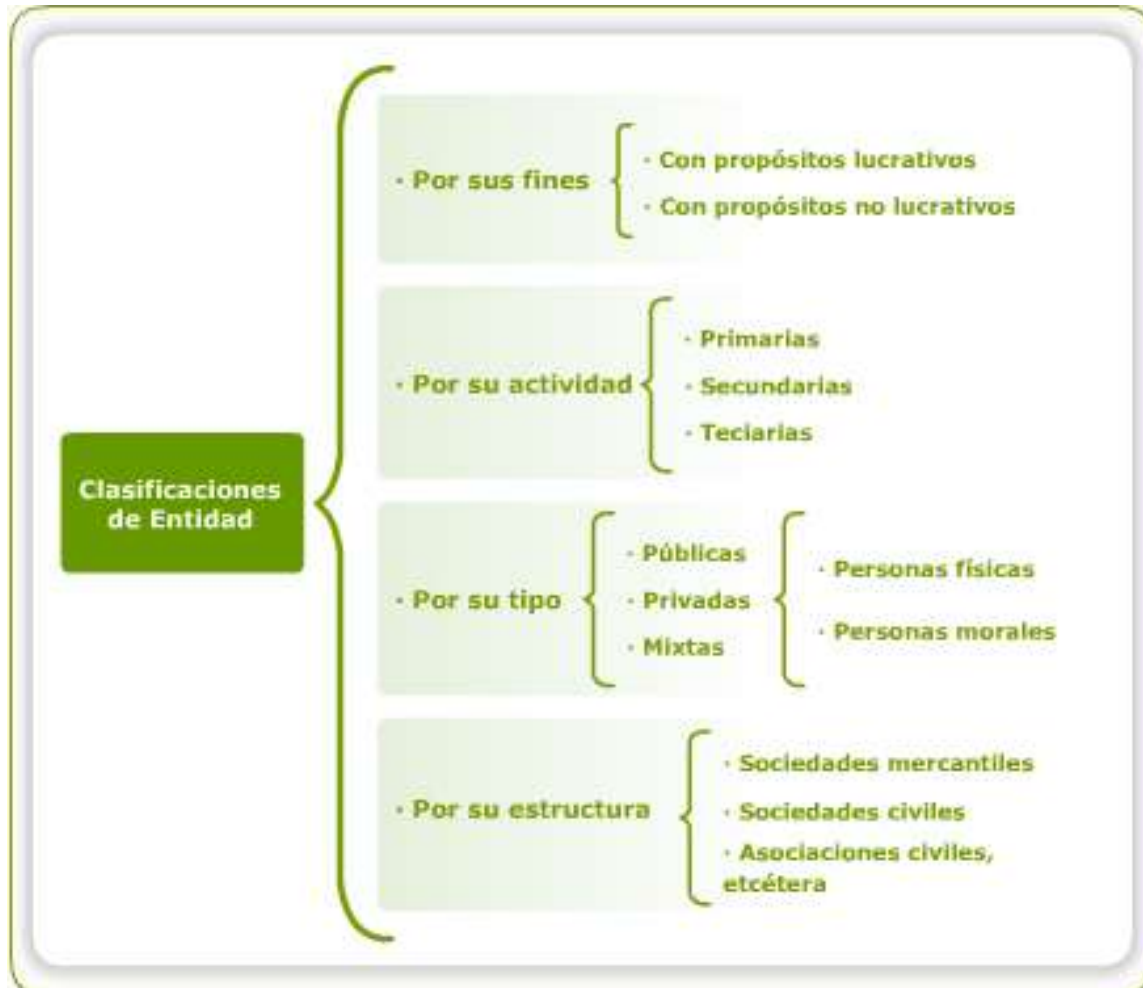 Clasificaciones
de Entidad
· Por sus fines
· Con propósitos lucrativos
· Con propósitos no lucrativos
· Por su actividad
· Primarias
· Secundarias
· Teciarias
· Por su tipo
· Públicas
· Privadas
· Mixtas
· Personas físicas
· Personas morales
· Por su estructura
· Sociedades mercantiles
· Sociedades civiles
· Asociaciones civiles,
etcétera